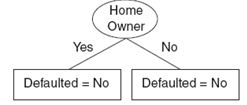 Home
Owner
Yes No
Defaulted = No Defaulted = No